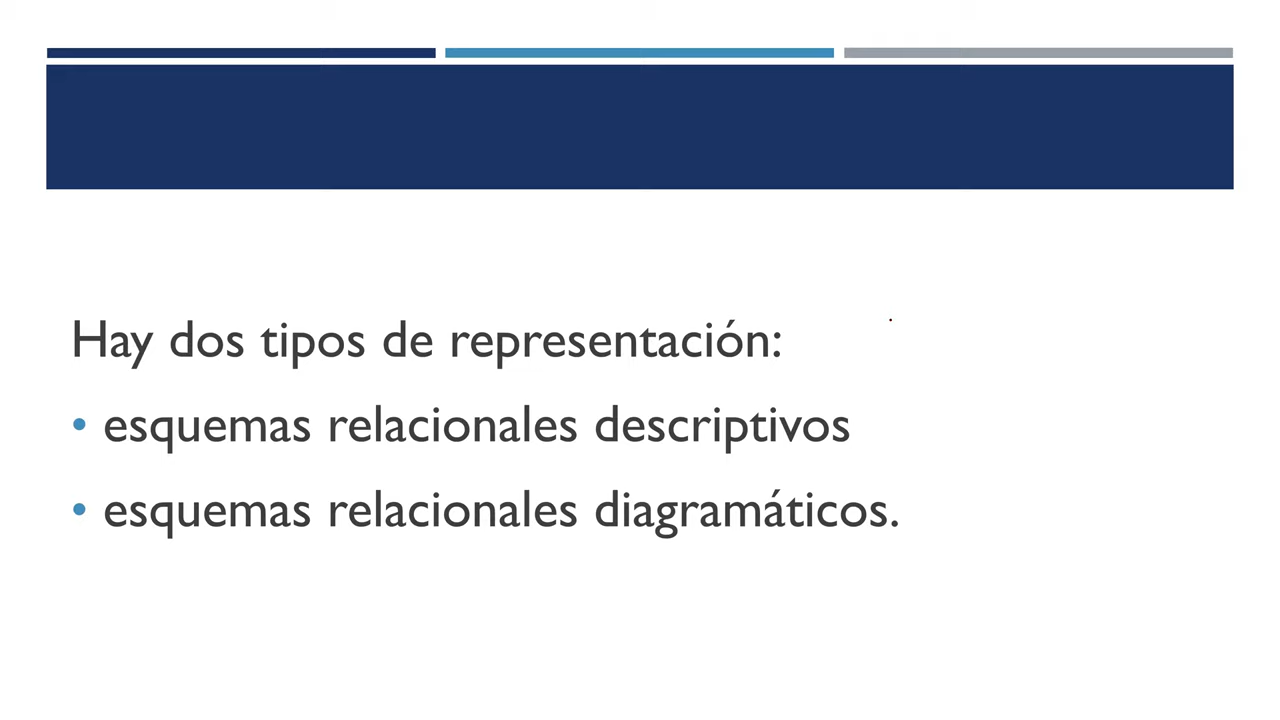 Hay dos tipos de representación:
• esquemas relacionales descriptivos
• esquemas relacionales diagramáticos.